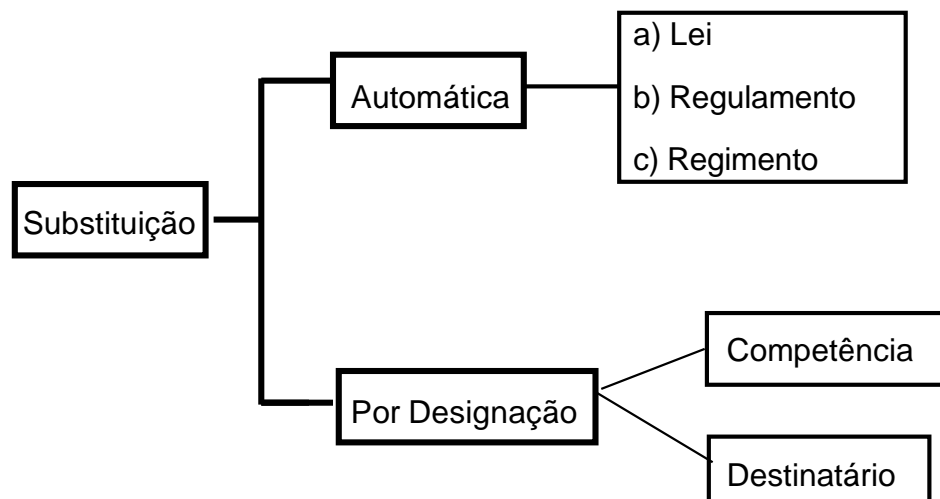 Substituição
Automática
a) Lei
b) Regulamento
c) Regimento
Por Designação
Competência
Destinatário